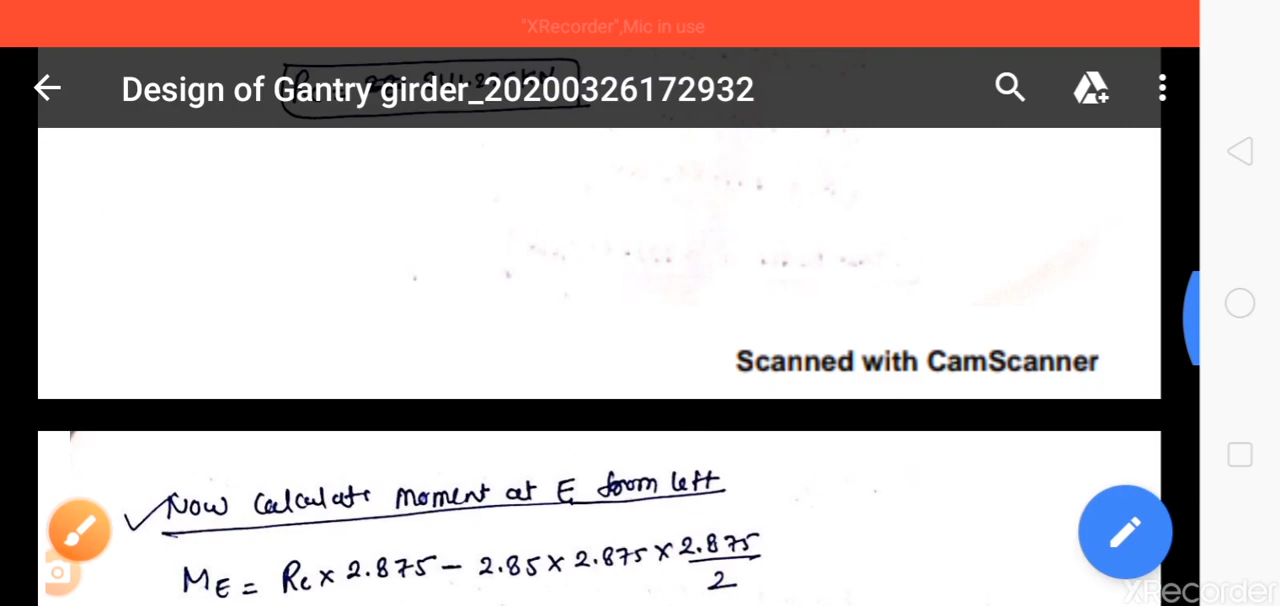 "XRecorder",Mic in use
Design of Gantry girder_20200326172932
Scanned with CamScanner
Now Calculate moment at E from left
ME = Rc x 2.875 - 2.85 x 2.875 x 2.875
2
XRecorder